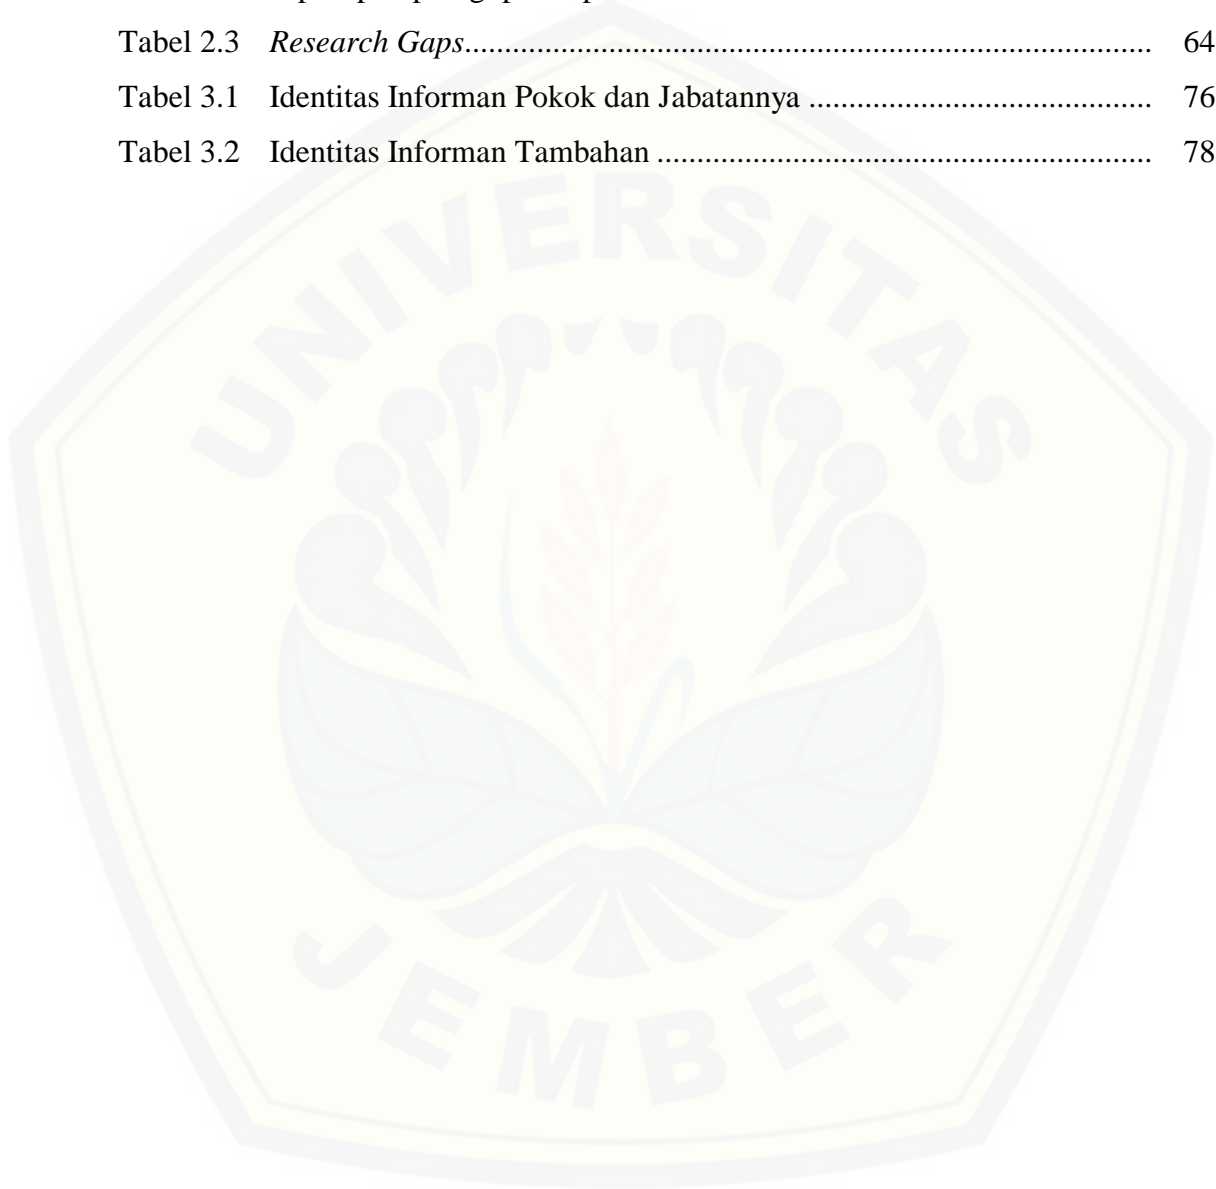 Tabel 2.3 Research Gaps.................................................................................... 64
Tabel 3.1 Identitas Informan Pokok dan Jabatannya ........................................... 76
Tabel 3.2 Identitas Informan Tambahan .............................................................. 78
UNIVERSITAS
JEMBER